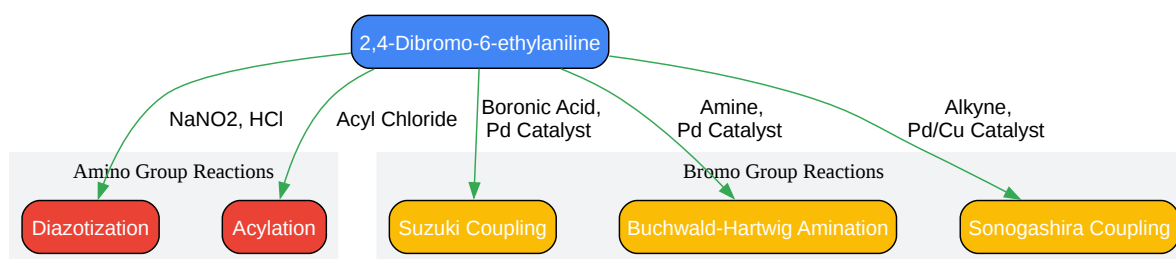 2,4-Dibromo-6-ethylaniline
NaNO2, HCl
Acyl Chloride
Boronic Acid,
Pd Catalyst
Amine,
Pd Catalyst
Alkyne,
Pd/Cu Catalyst
Amino Group Reactions
Bromo Group Reactions
Diazotization
Acylation
Suzuki Coupling
Buchwald-Hartwig Amination
Sonogashira Coupling